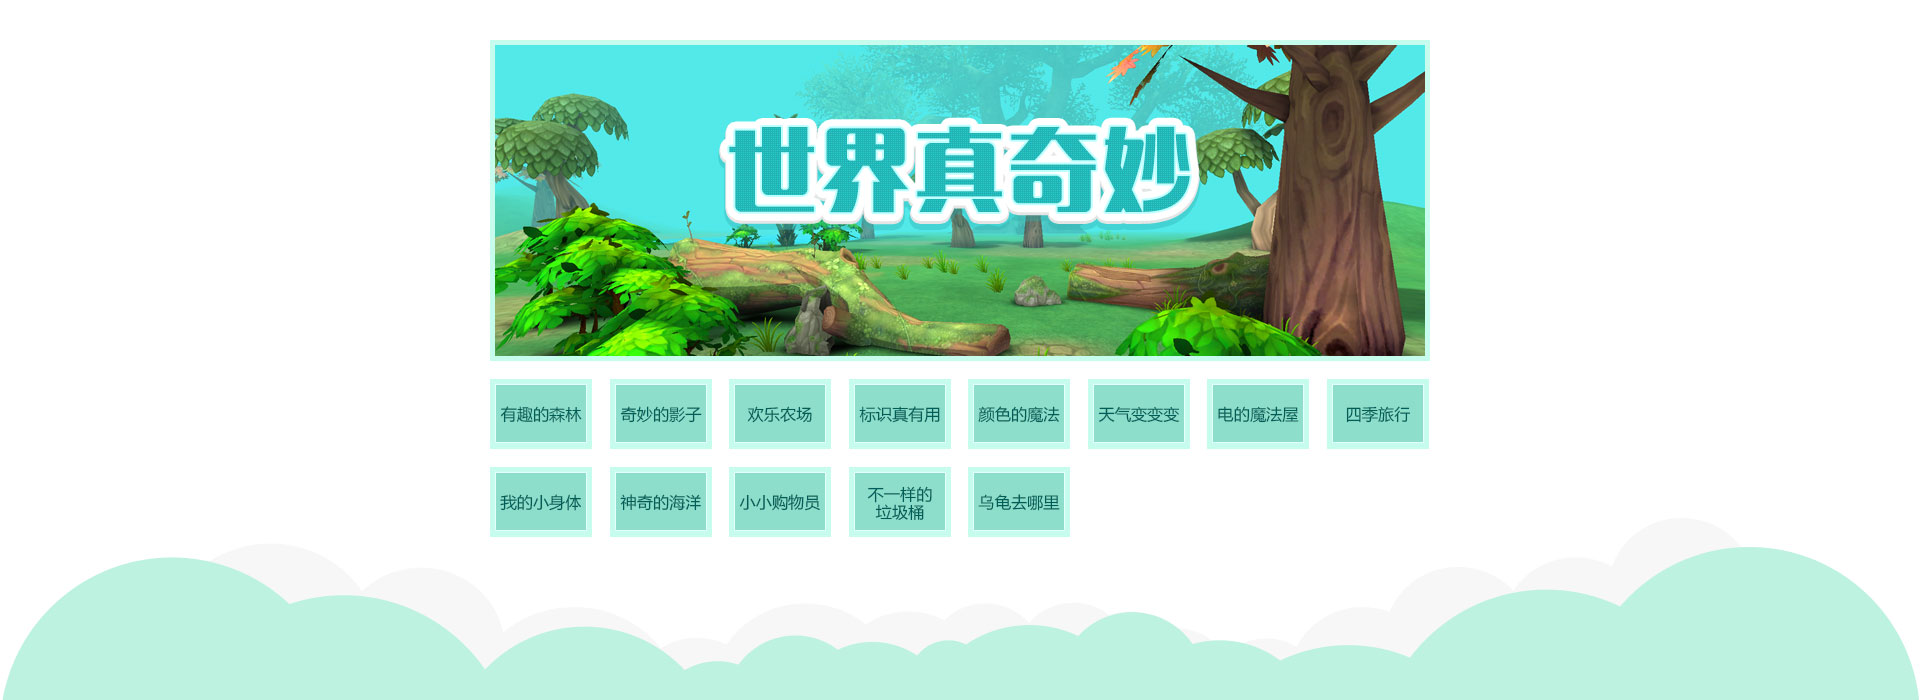 世界真奇妙
有趣的森林
奇妙的影子
欢乐农场
标识真有用
颜色的魔法
天气变变变
电的魔法屋
四季旅行
我的小身体
神奇的海洋
小小购物员
不一样的
垃圾桶
乌龟去哪里